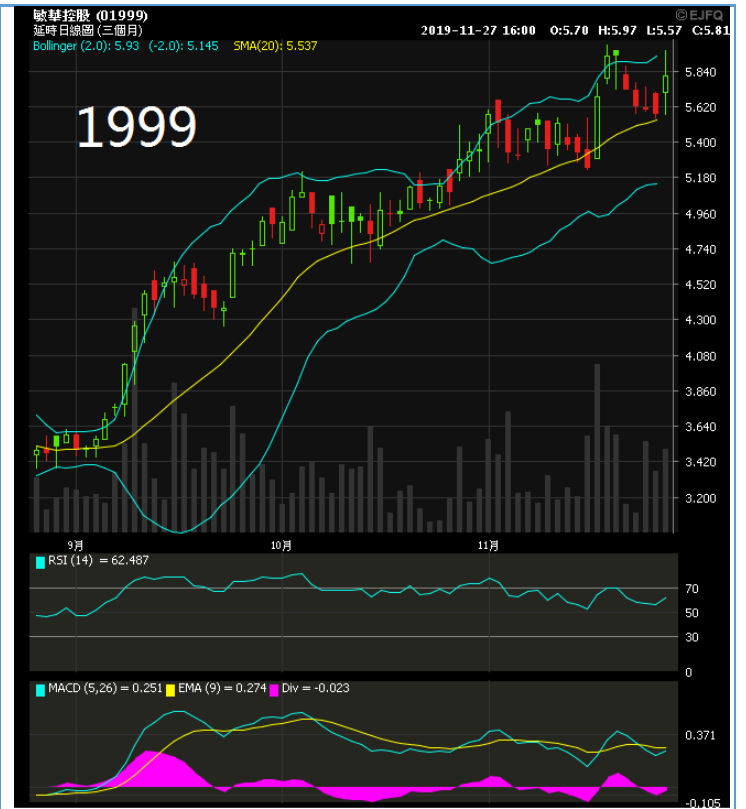 敏華控股 (01999)
©EJFQ
延時日線圖 (三個月)
2019-11-27 16:00 O:5.70 H:5.97 L:5.57 C:5.81
Bollinger (2.0): 5.93 (-2.0): 5.145 SMA(20): 5.537
1999
5.840
5.620
5.400
5.180
4.960
4.740
4.520
4.300
4.080
3.860
3.640
3.420
3.200
9月 10月 11月
RSI (14) = 62.487
70
50
30
0
MACD (5,26) = 0.251 EMA (9) = 0.274 Div = -0.023
0.371
-0.105